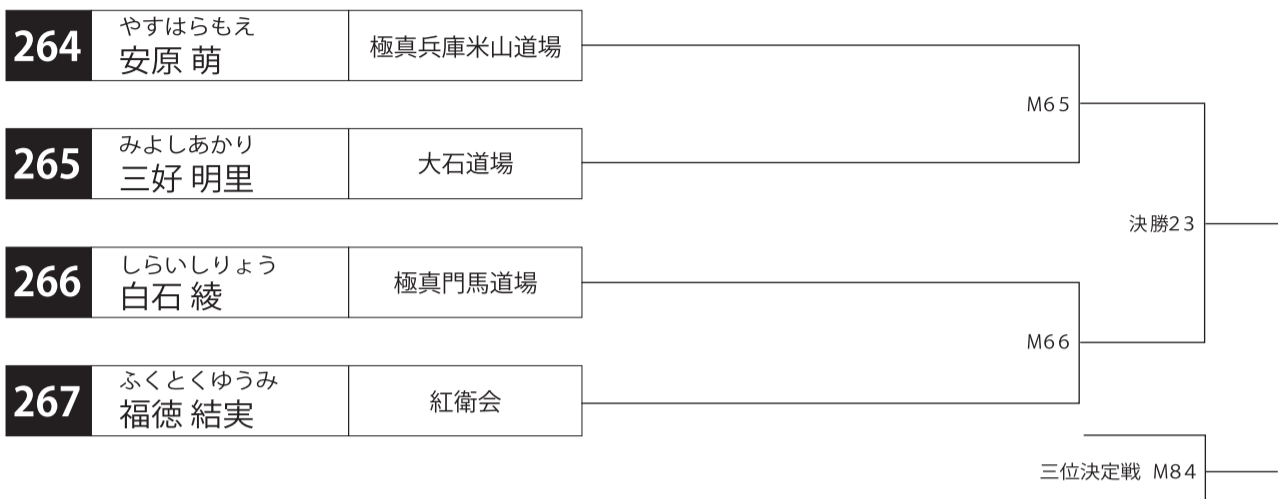 264
やすはらもえ
安原 萌
極真兵庫米山道場
M65
265
みよしあかり
三好 明里
大石道場
決勝23
266
しらいしりょう
白石 綾
極真門馬道場
M66
267
ふくとくゆうみ
福徳 結実
紅衛会
三位決定戦 M84